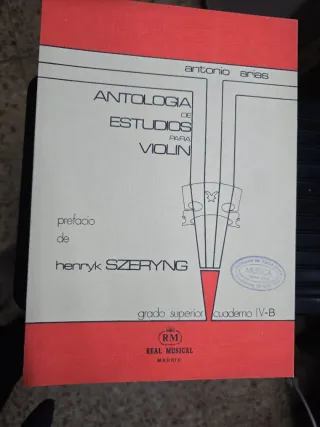 antonio arias
ANTOLOGIA
DE
ESTUDIOS
PARA
VIOLIN
prefacio
de
henryk SZERYNG
grado superior cuaderno IV-B
RM
REAL MUSICAL
MADRID
MUSICA